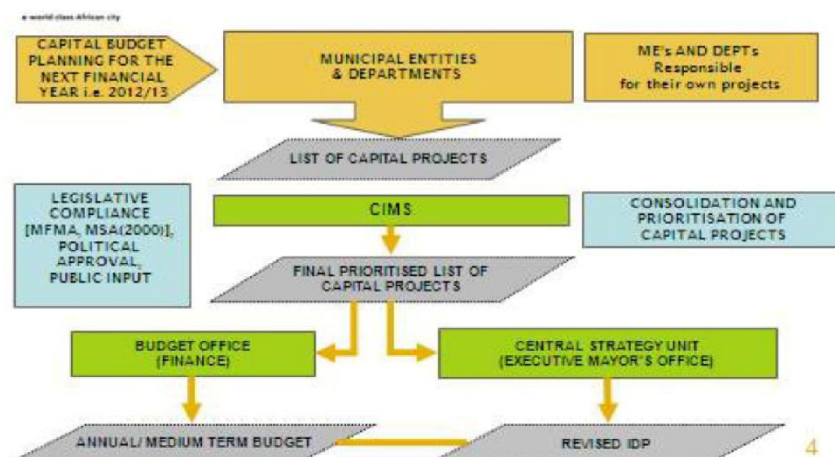 a world class African city
CAPITAL BUDGET
PLANNING FOR THE
NEXT FINANCIAL
YEAR i.e. 2012/13
MUNICIPAL ENTITIES
& DEPARTMENTS
ME's AND DEPTs
Responsible
for their own projects
LIST OF CAPITAL PROJECTS
LEGISLATIVE
COMPLIANCE
[MFMA, MSA(2000)],
POLITICAL
APPROVAL,
PUBLIC INPUT
CIMS
CONSOLIDATION AND
PRIORITISATION OF
CAPITAL PROJECTS
FINAL PRIORITISED LIST OF
CAPITAL PROJECTS
BUDGET OFFICE
(FINANCE)
CENTRAL STRATEGY UNIT
(EXECUTIVE MAYOR'S OFFICE)
ANNUAL/ MEDIUM TERM BUDGET
REVISED IDP
4